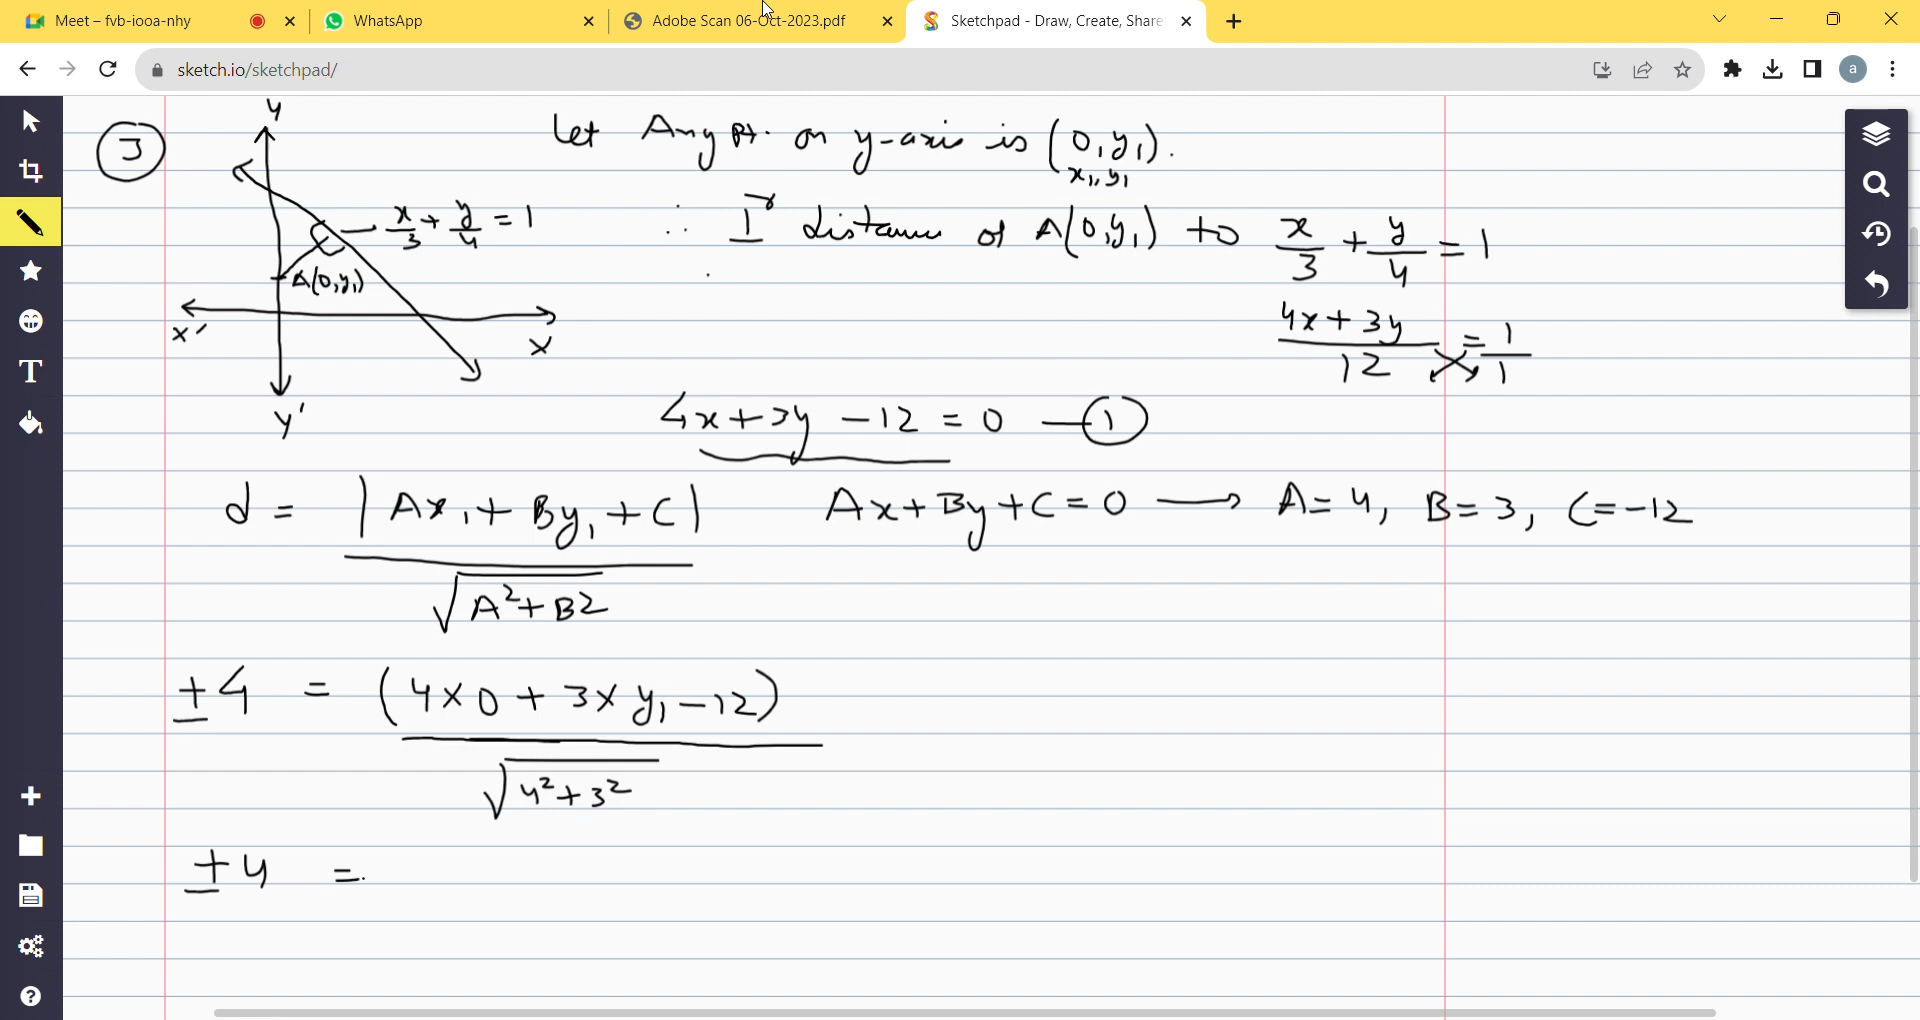 Meet – fvb-iooa-nhy
WhatsApp
Adobe Scan 06-Oct-2023.pdf
Sketchpad - Draw, Create, Share
sketch.io/sketchpad/
a
T
y
Let Any Pt. on y-axis is (0,y₁).
x₁,y₁
x/3 + y/4 = 1
∴ ⊥r distance of A(0,y₁) to x/3 + y/4 = 1
A(0,y₁)
4x+3y/12 = 1/1
x'
x
y'
4x+3y-12 = 0 —①
d = |Ax₁+By₁+C|/√A²+B2
Ax+By+C=0 → A=4, B=3, C=-12
±4 = (4×0+3×y₁-12)/√4²+3²
±4 =